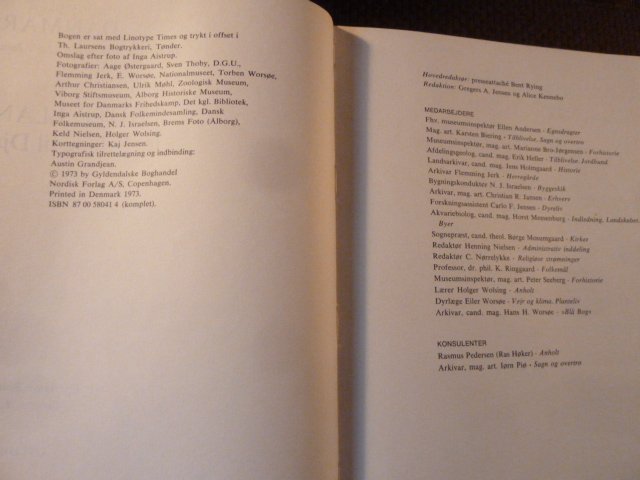 Bogen er sat med Linotype Times og trykt i offset i
Th. Laursens Bogtrykkeri, Tønder.
Omslag efter foto af Inga Aistrup.
Fotografier: Aage Østergaard, Sven Thoby, D.G.U.,
Flemming Jerk, E. Worsøe, Nationalmuseet, Torben Worsøe,
Arthur Christiansen, Ulrik Møhl, Zoologisk Museum,
Viborg Stiftsmuseum, Ålborg Historiske Museum,
Museet for Danmarks Frihedskamp, Det kgl. Bibliotek,
Inga Aistrup, Dansk Folkemindesamling, Dansk
Folkemuseum, N. J. Israelsen, Brems Foto (Ålborg),
Keld Nielsen, Holger Wolsing.
Korttegninger: Kaj Jensen.
Typografisk tilrettelægning og indbinding:
Austin Grandjean.
© 1973 by Gyldendalske Boghandel
Nordisk Forlag A/S, Copenhagen.
Printed in Denmark 1973.
ISBN 87 00 58041 4 (komplet).
Hovedredaktør: presseattaché Bent Rying
Redaktion: Gregers A. Jensen og Alice Kennebo
MEDARBEJDERE
Fhv. museumsinspektør Ellen Andersen - Egnsdragter
Mag. art. Karsten Biering - Tilblivelse, Sagn og overtro
Museumsinspektør, mag. art. Marianne Bro-Jørgensen - Forhistorie
Afdelingsgeolog, cand. mag. Erik Heller - Tilblivelse, Jordbund
Landsarkivar, cand. mag. Jens Holmgaard - Historie
Arkivar Flemming Jerk - Herregårde
Bygningskonduktør N. J. Israelsen - Byggeskik
Arkivar, mag. art. Christian R. Jansen - Erhverv
Forskningsassistent Carlo F. Jensen - Dyreliv
Akvariebiolog, cand. mag. Horst Meesenburg - Indledning, Landskabet,
Byer
Sognepræst, cand. theol. Børge Mosumgaard - Kirker
Redaktør Henning Nielsen - Administrativ inddeling
Redaktør C. Nørrelykke - Religiøse strømninger
Professor, dr. phil. K. Ringgaard - Folkemål
Museumsinspektør, mag. art. Peter Seeberg - Forhistorie
Lærer Holger Wolsing - Anholt
Dyrlæge Eiler Worsøe - Vejr og klima, Planteliv
Arkivar, cand. mag. Hans H. Worsøe - »Blå Bog«
KONSULENTER
Rasmus Pedersen (Ras Høker) - Anholt
Arkivar, mag. art. Iørn Piø - Sagn og overtro